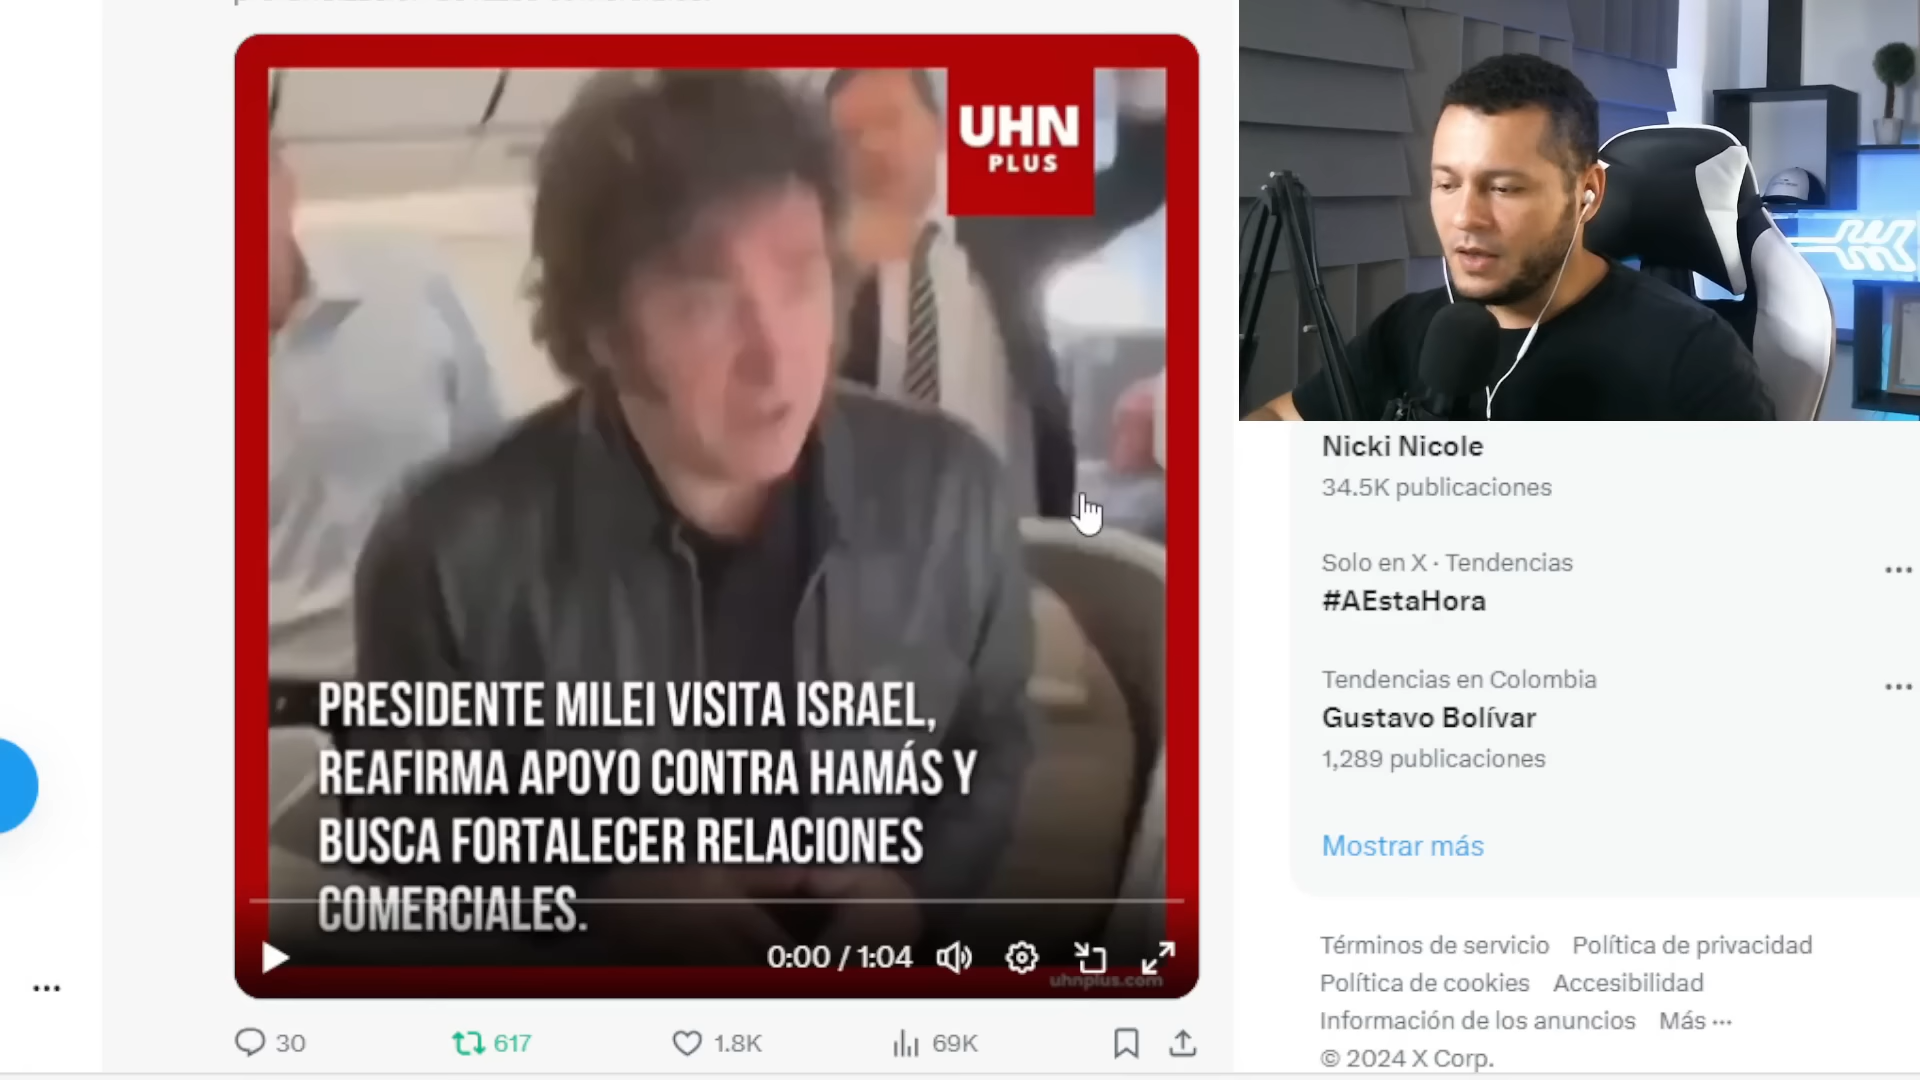 UHN
PLUS
PRESIDENTE MILEI VISITA ISRAEL,
REAFIRMA APOYO CONTRA HAMÁS Y
BUSCA FORTALECER RELACIONES
COMERCIALES.
0:00 / 1:04
uhnplus.com
30
617
1.8K
69K
Nicki Nicole
34.5K publicaciones
Solo en X · Tendencias
#AEstaHora
Tendencias en Colombia
Gustavo Bolívar
1,289 publicaciones
Mostrar más
Términos de servicio Política de privacidad
Política de cookies Accesibilidad
Información de los anuncios Más ···
© 2024 X Corp.